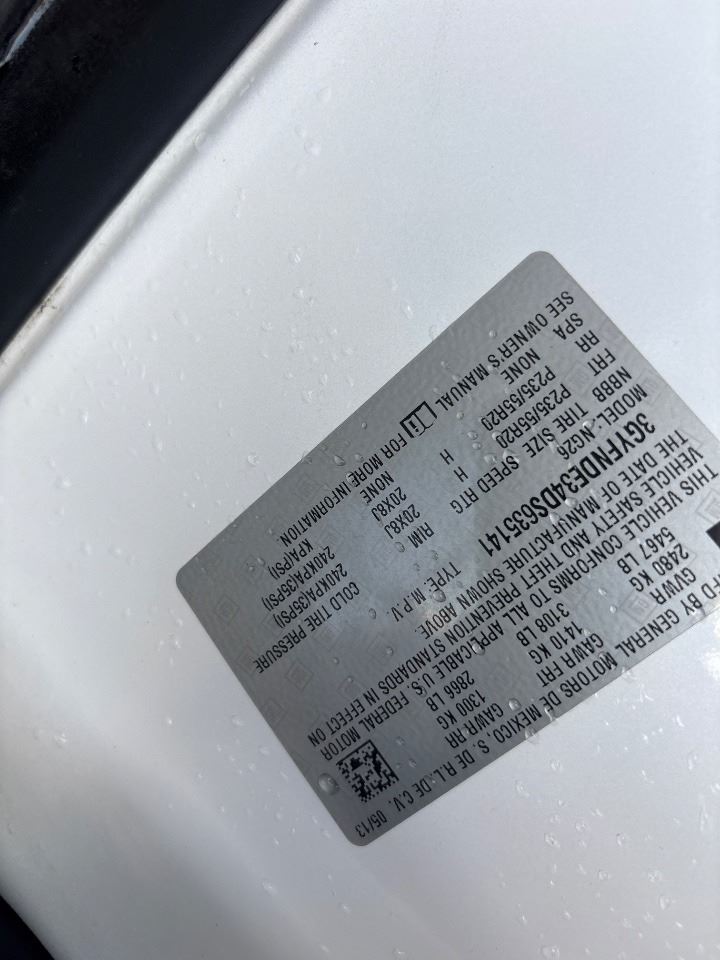 FD BY GENERAL MOTORS DE MEXICO, S. DE R.L. DE C.V. 05/13
GVWR GAWR FRT GAWR RR
2480 KG 1410 KG 1300 KG
5467 LB 3108 LB 2866 LB
THIS VEHICLE CONFORMS TO ALL APPLICABLE U.S. FEDERAL MOTOR
VEHICLE SAFETY AND THEFT PREVENTION STANDARDS IN EFFECT ON
THE DATE OF MANUFACTURE SHOWN ABOVE.
3GYFNDE34DS635141 TYPE: M.P.V.
MODEL: NG26
NBBB TIRE SIZE SPEED RTG RIM COLD TIRE PRESSURE
FRT P235/55R20 H 20X8J 240KPA(35PSI)
RR P235/55R20 H 20X8J 240KPA(35PSI)
SPA NONE NONE KPA(PSI)
SEE OWNER'S MANUAL FOR MORE INFORMATION.